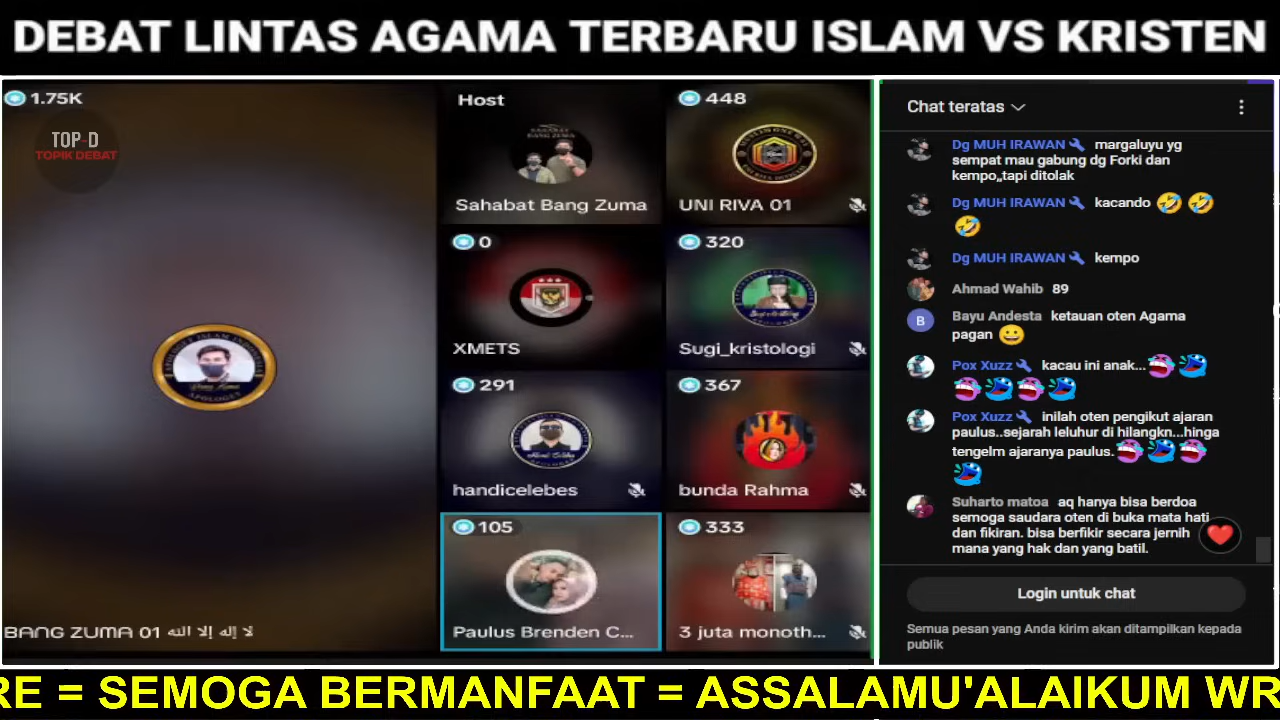 DEBAT LINTAS AGAMA TERBARU ISLAM VS KRISTEN
1.75K
TOP-D
TOPIK DEBAT
BANG ZUMA 01 لا إله إلا الله
Host
Sahabat Bang Zuma
448
UNI RIVA 01
0
XMETS
320
Sugi_kristologi
291
handicelebes
367
bunda Rahma
105
Paulus Brenden C...
333
3 juta monoth...
Chat teratas
Dg MUH IRAWAN margaluyu yg
sempat mau gabung dg Forki dan
kempo,,tapi ditolak
Dg MUH IRAWAN kacando 🤣🤣
🤣
Dg MUH IRAWAN kempo
Ahmad Wahib 89
B
Bayu Andesta ketauan oten Agama
pagan 😀
Pox Xuzz kacau ini anak...
Pox Xuzz inilah oten pengikut ajaran
paulus..sejarah leluhur di hilangkn...hinga
tengelm ajaranya paulus.
Suharto matoa aq hanya bisa berdoa
semoga saudara oten di buka mata hati
dan fikiran. bisa berfikir secara jernih
mana yang hak dan yang batil.
Login untuk chat
Semua pesan yang Anda kirim akan ditampilkan kepada
publik
RE = SEMOGA BERMANFAAT = ASSALAMU'ALAIKUM WR